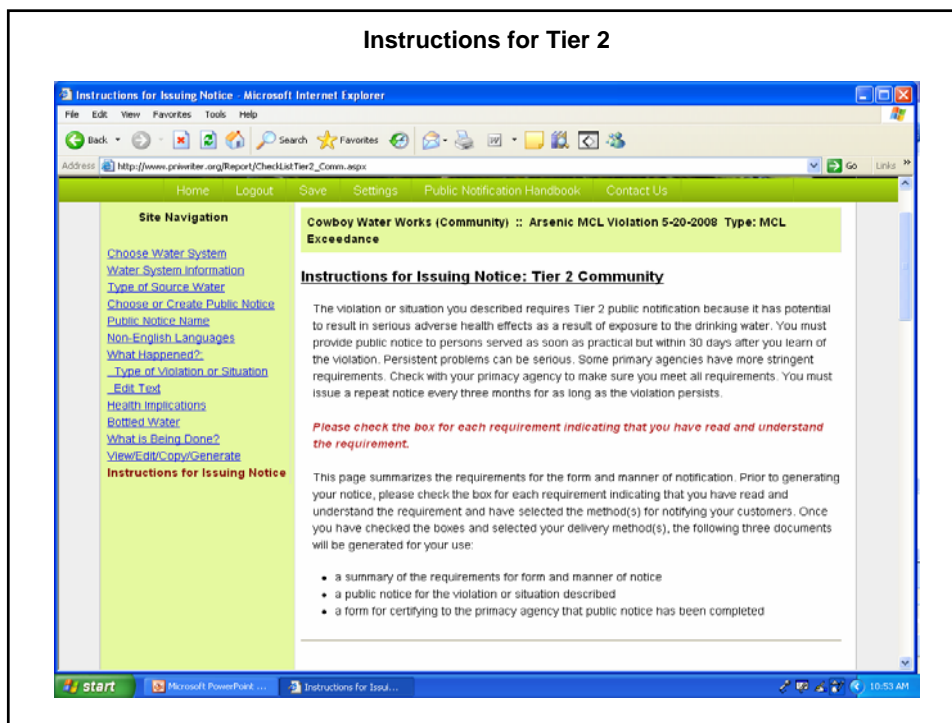 Instructions for Tier 2
Instructions for Issuing Notice - Microsoft Internet Explorer
File Edit View Favorites Tools Help
Back Search Favorites
Address http://www.pniwriter.org/Report/CheckListTier2_Comm.aspx Go Links »
Home Logout Save Settings Public Notification Handbook Contact Us
Site Navigation
Choose Water System
Water System Information
Type of Source Water
Choose or Create Public Notice
Public Notice Name
Non-English Languages
What Happened?:
Type of Violation or Situation
Edit Text
Health Implications
Bottled Water
What is Being Done?
View/Edit/Copy/Generate
Instructions for Issuing Notice
Cowboy Water Works (Community) :: Arsenic MCL Violation 5-20-2008 Type: MCL
Exceedance
Instructions for Issuing Notice: Tier 2 Community
The violation or situation you described requires Tier 2 public notification because it has potential
to result in serious adverse health effects as a result of exposure to the drinking water. You must
provide public notice to persons served as soon as practical but within 30 days after you learn of
the violation. Persistent problems can be serious. Some primary agencies have more stringent
requirements. Check with your primacy agency to make sure you meet all requirements. You must
issue a repeat notice every three months for as long as the violation persists.
Please check the box for each requirement indicating that you have read and understand
the requirement.
This page summarizes the requirements for the form and manner of notification. Prior to generating
your notice, please check the box for each requirement indicating that you have read and
understand the requirement and have selected the method(s) for notifying your customers. Once
you have checked the boxes and selected your delivery method(s), the following three documents
will be generated for your use:
• a summary of the requirements for form and manner of notice
• a public notice for the violation or situation described
• a form for certifying to the primacy agency that public notice has been completed
start Microsoft PowerPoint ... Instructions for Issui... 10:53 AM